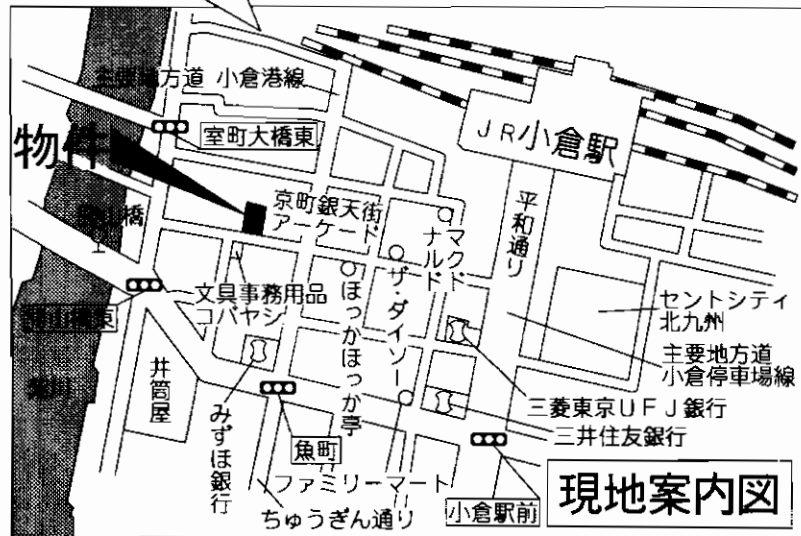 主要地方道 小倉港線
JR小倉駅
室町大橋東
物件
京町銀天街
アーケード
平和通り
マクド
ナルド
ザ・ダイソー
ほっかほっか亭
文具事務用品
コバヤシ
セントシティ
北九州
主要地方道
小倉停車場線
井筒屋
三菱東京UFJ銀行
三井住友銀行
みずほ銀行
魚町
ファミリーマート
小倉駅前
ちゅうぎん通り
現地案内図